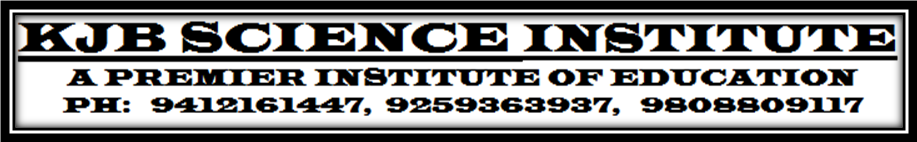 KJB SCIENCE INSTITUTE
A PREMIER INSTITUTE OF EDUCATION
PH: 9412161447, 9259363937, 9808809117